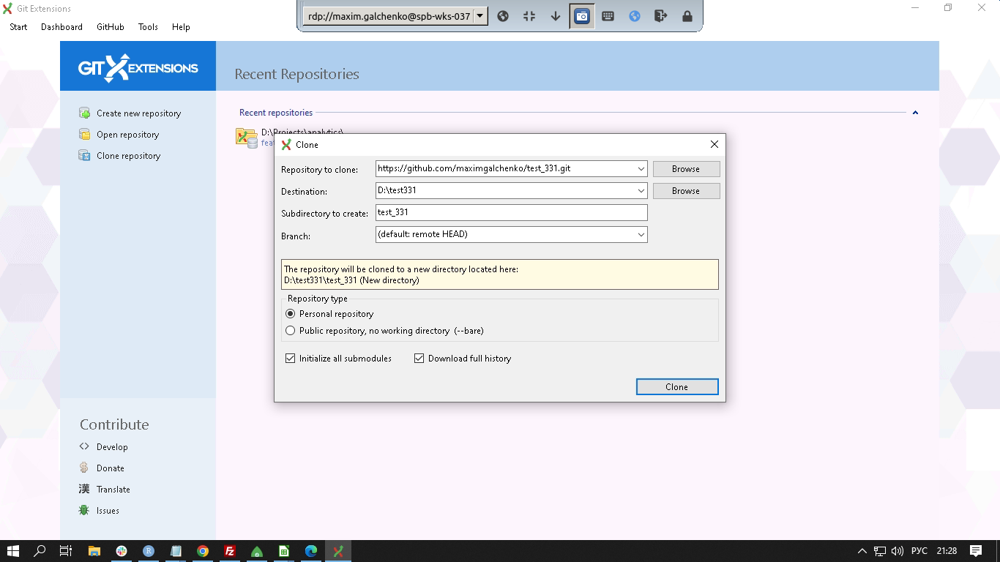 Git Extensions
rdp://maxim.galchenko@spb-wks-037
Start Dashboard GitHub Tools Help
GIT EXTENSIONS
Recent Repositories
Create new repository
Open repository
Clone repository
Recent repositories
D:\Projects\analytics\
fea
Clone
Repository to clone: https://github.com/maximgalchenko/test_331.git Browse
Destination: D:\test331 Browse
Subdirectory to create: test_331
Branch: (default: remote HEAD)
The repository will be cloned to a new directory located here:
D:\test331\test_331 (New directory)
Repository type
Personal repository
Public repository, no working directory (--bare)
Initialize all submodules Download full history
Clone
Contribute
Develop
Donate
漢 Translate
Issues
R Fz РУС 21:28